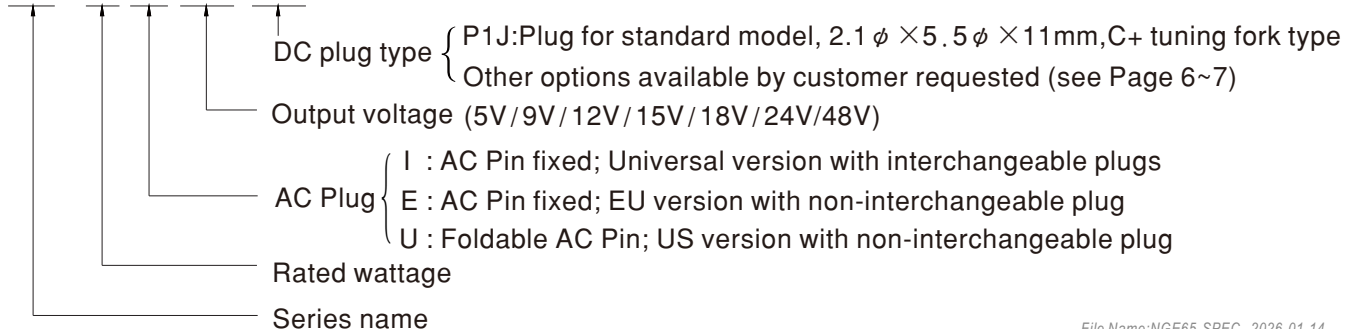 DC plug type { P1J:Plug for standard model, 2.1φ×5.5φ×11mm,C+ tuning fork type
Other options available by customer requested (see Page 6~7)
Output voltage (5V/9V/12V/15V/18V/24V/48V)
I : AC Pin fixed; Universal version with interchangeable plugs
AC Plug { E : AC Pin fixed; EU version with non-interchangeable plug
U : Foldable AC Pin; US version with non-interchangeable plug
Rated wattage
Series name
File Name:NGE65-SPEC 2026-01-14